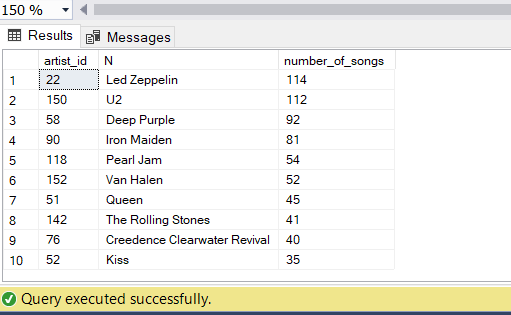 150 %
Results Messages
artist_id N number_of_songs
1 22 Led Zeppelin 114
2 150 U2 112
3 58 Deep Purple 92
4 90 Iron Maiden 81
5 118 Pearl Jam 54
6 152 Van Halen 52
7 51 Queen 45
8 142 The Rolling Stones 41
9 76 Creedence Clearwater Revival 40
10 52 Kiss 35
Query executed successfully.